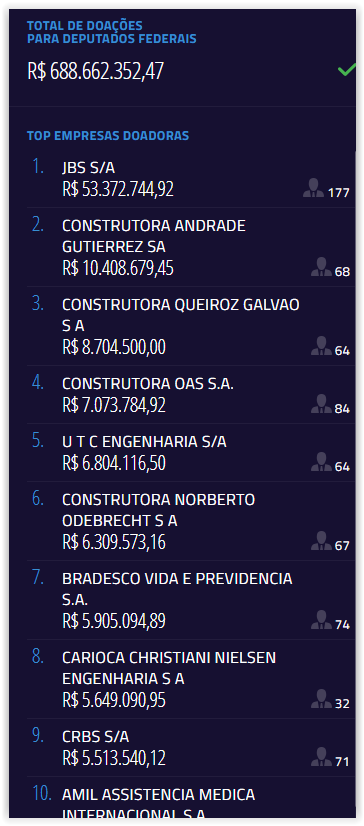 TOTAL DE DOAÇÕES
PARA DEPUTADOS FEDERAIS
R$ 688.662.352,47
TOP EMPRESAS DOADORAS
1. JBS S/A
R$ 53.372.744,92 177
2. CONSTRUTORA ANDRADE
GUTIERREZ SA
R$ 10.408.679,45 68
3. CONSTRUTORA QUEIROZ GALVAO
S A
R$ 8.704.500,00 64
4. CONSTRUTORA OAS S.A.
R$ 7.073.784,92 84
5. U T C ENGENHARIA S/A
R$ 6.804.116,50 64
6. CONSTRUTORA NORBERTO
ODEBRECHT S A
R$ 6.309.573,16 67
7. BRADESCO VIDA E PREVIDENCIA
S.A.
R$ 5.905.094,89 74
8. CARIOCA CHRISTIANI NIELSEN
ENGENHARIA S A
R$ 5.649.090,95 32
9. CRBS S/A
R$ 5.513.540,12 71
10. AMIL ASSISTENCIA MEDICA
INTERNACIONAL S.A.